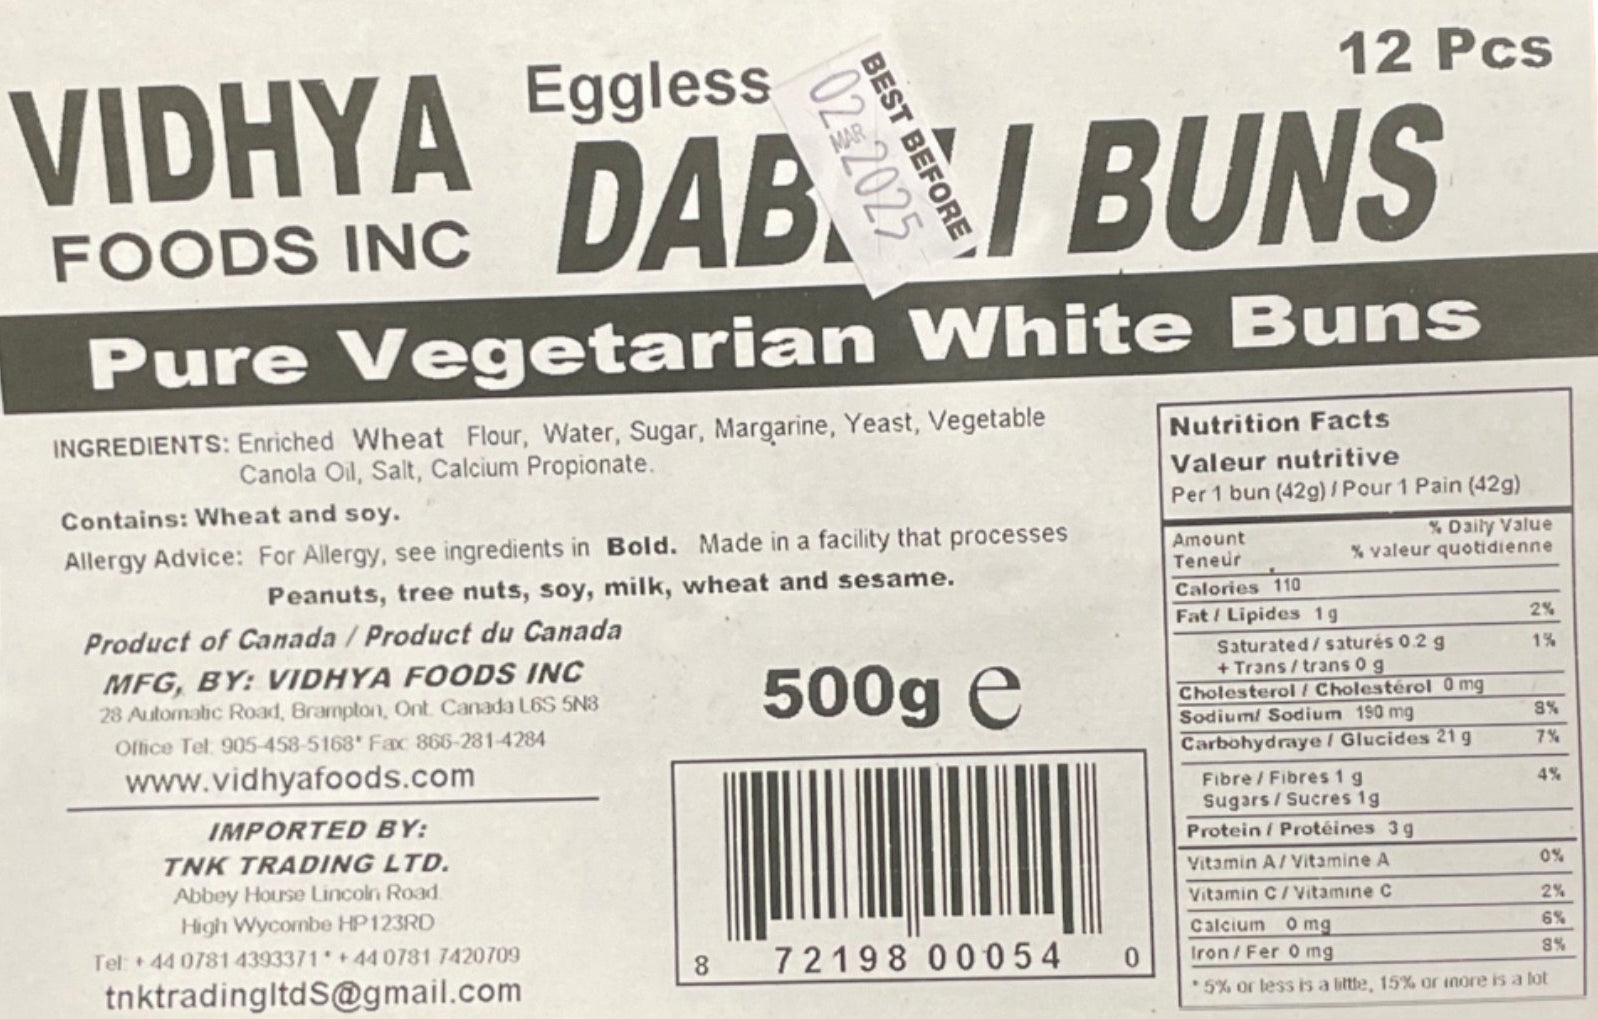 12 Pcs
VIDHYA
FOODS INC
Eggless
DAB I BUNS
BEST BEFORE
02 MAR 2025
Pure Vegetarian White Buns
INGREDIENTS: Enriched Wheat Flour, Water, Sugar, Margarine, Yeast, Vegetable
Canola Oil, Salt, Calcium Propionate.
Contains: Wheat and soy.
Allergy Advice: For Allergy, see ingredients in Bold. Made in a facility that processes
Peanuts, tree nuts, soy, milk, wheat and sesame.
Product of Canada / Product du Canada
MFG, BY: VIDHYA FOODS INC
28 Automatic Road, Brampton, Ont. Canada L6S 5N8
Office Tel: 905-458-5168* Fax: 866-281-4284
www.vidhyafoods.com
IMPORTED BY:
TNK TRADING LTD.
Abbey House Lincoln Road.
High Wycombe HP123RD
Tel: + 44 0781 4393371 * + 44 0781 7420709
tnktradingltdS@gmail.com
500g e
8 72198 00054 0
Nutrition Facts
Valeur nutritive
Per 1 bun (42g) / Pour 1 Pain (42g)
Amount % Daily Value
Teneur % valeur quotidienne
Calories 110
Fat / Lipides 1 g 2%
Saturated / saturés 0.2 g 1%
+ Trans / trans 0 g
Cholesterol / Cholestérol 0 mg
Sodium/ Sodium 190 mg 8%
Carbohydraye / Glucides 21 g 7%
Fibre / Fibres 1 g 4%
Sugars / Sucres 1g
Protein / Protéines 3 g
Vitamin A / Vitamine A 0%
Vitamin C / Vitamine C 2%
Calcium 0 mg 6%
Iron / Fer 0 mg 8%
* 5% or less is a little, 15% or more is a lot